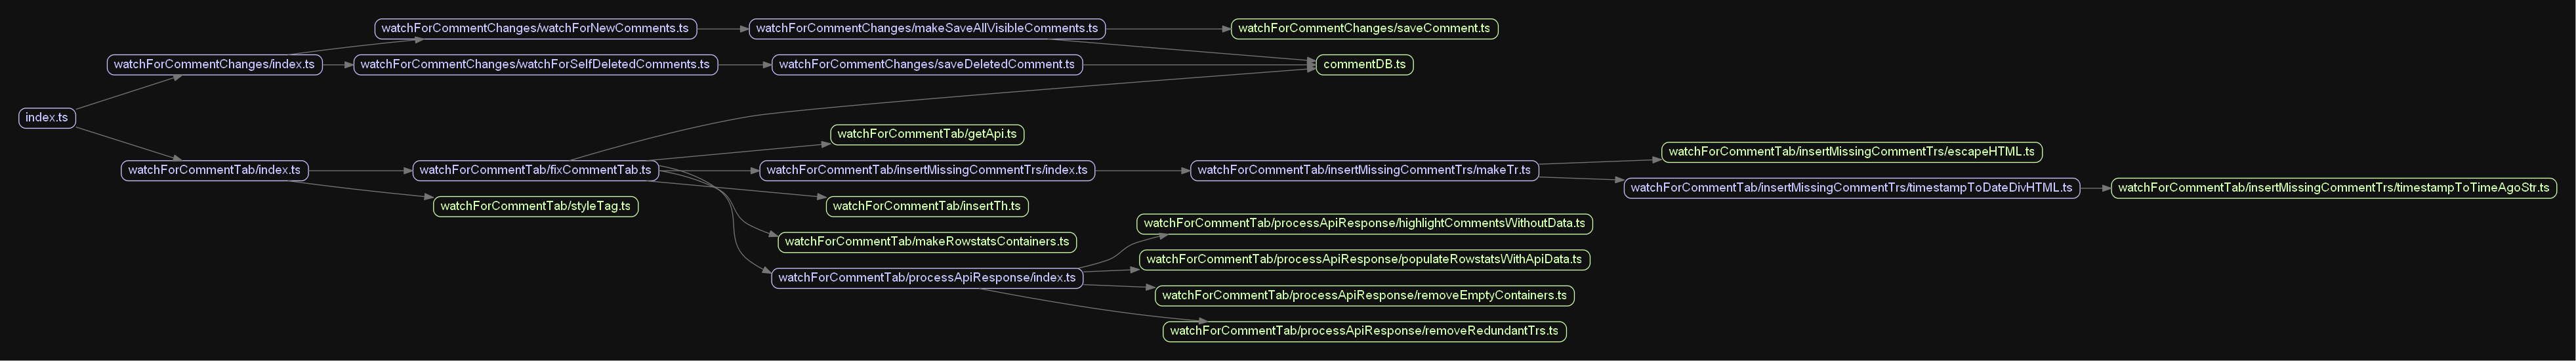 watchForCommentChanges/watchForNewComments.ts
watchForCommentChanges/makeSaveAllVisibleComments.ts
watchForCommentChanges/saveComment.ts
watchForCommentChanges/index.ts
watchForCommentChanges/watchForSelfDeletedComments.ts
watchForCommentChanges/saveDeletedComment.ts
commentDB.ts
index.ts
watchForCommentTab/getApi.ts
watchForCommentTab/insertMissingCommentTrs/escapeHTML.ts
watchForCommentTab/index.ts
watchForCommentTab/fixCommentTab.ts
watchForCommentTab/insertMissingCommentTrs/index.ts
watchForCommentTab/insertMissingCommentTrs/makeTr.ts
watchForCommentTab/insertMissingCommentTrs/timestampToDateDivHTML.ts
watchForCommentTab/insertMissingCommentTrs/timestampToTimeAgoStr.ts
watchForCommentTab/styleTag.ts
watchForCommentTab/insertTh.ts
watchForCommentTab/processApiResponse/highlightCommentsWithoutData.ts
watchForCommentTab/makeRowstatsContainers.ts
watchForCommentTab/processApiResponse/populateRowstatsWithApiData.ts
watchForCommentTab/processApiResponse/index.ts
watchForCommentTab/processApiResponse/removeEmptyContainers.ts
watchForCommentTab/processApiResponse/removeRedundantTrs.ts